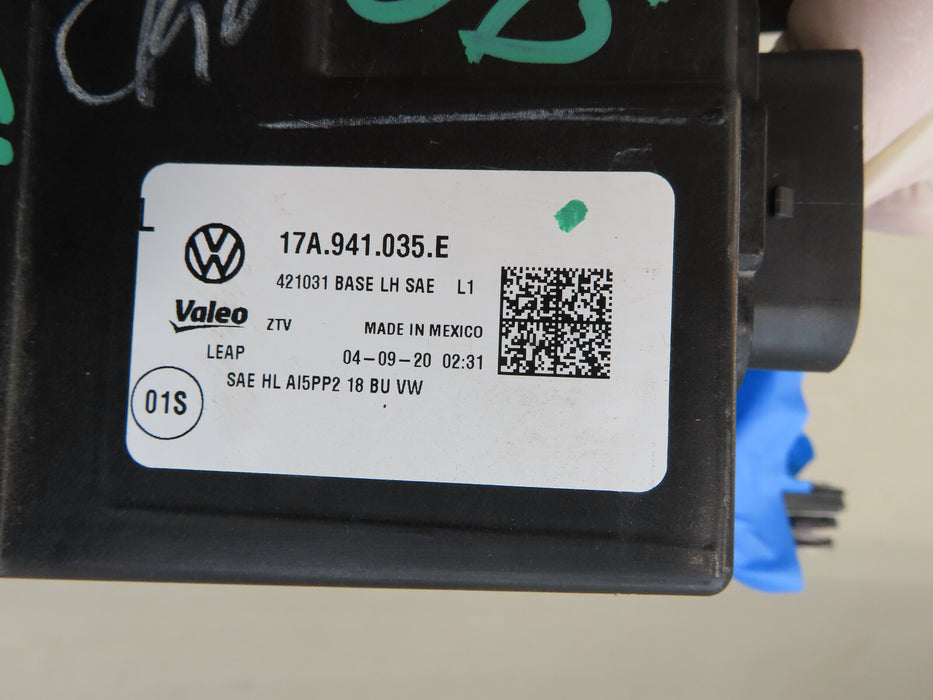 L
17A.941.035.E
421031 BASE LH SAE L1
Valeo ZTV MADE IN MEXICO
LEAP 04-09-20 02:31
SAE HL AI5PP2 18 BU VW
01S